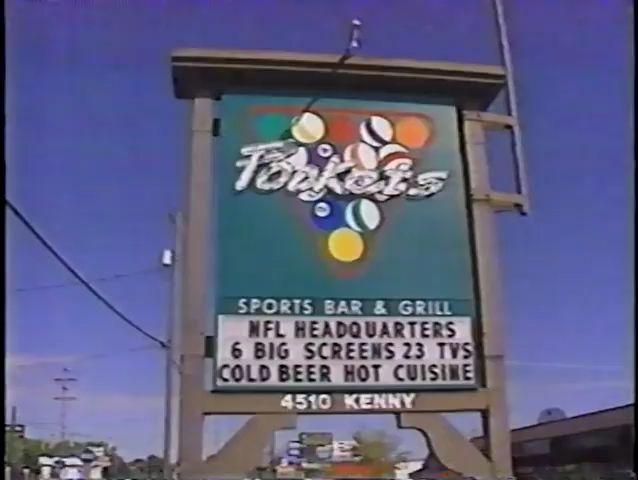 Pockets
SPORTS BAR & GRILL
NFL HEADQUARTERS
6 BIG SCREENS 23 TVS
COLD BEER HOT CUISINE
4510 KENNY